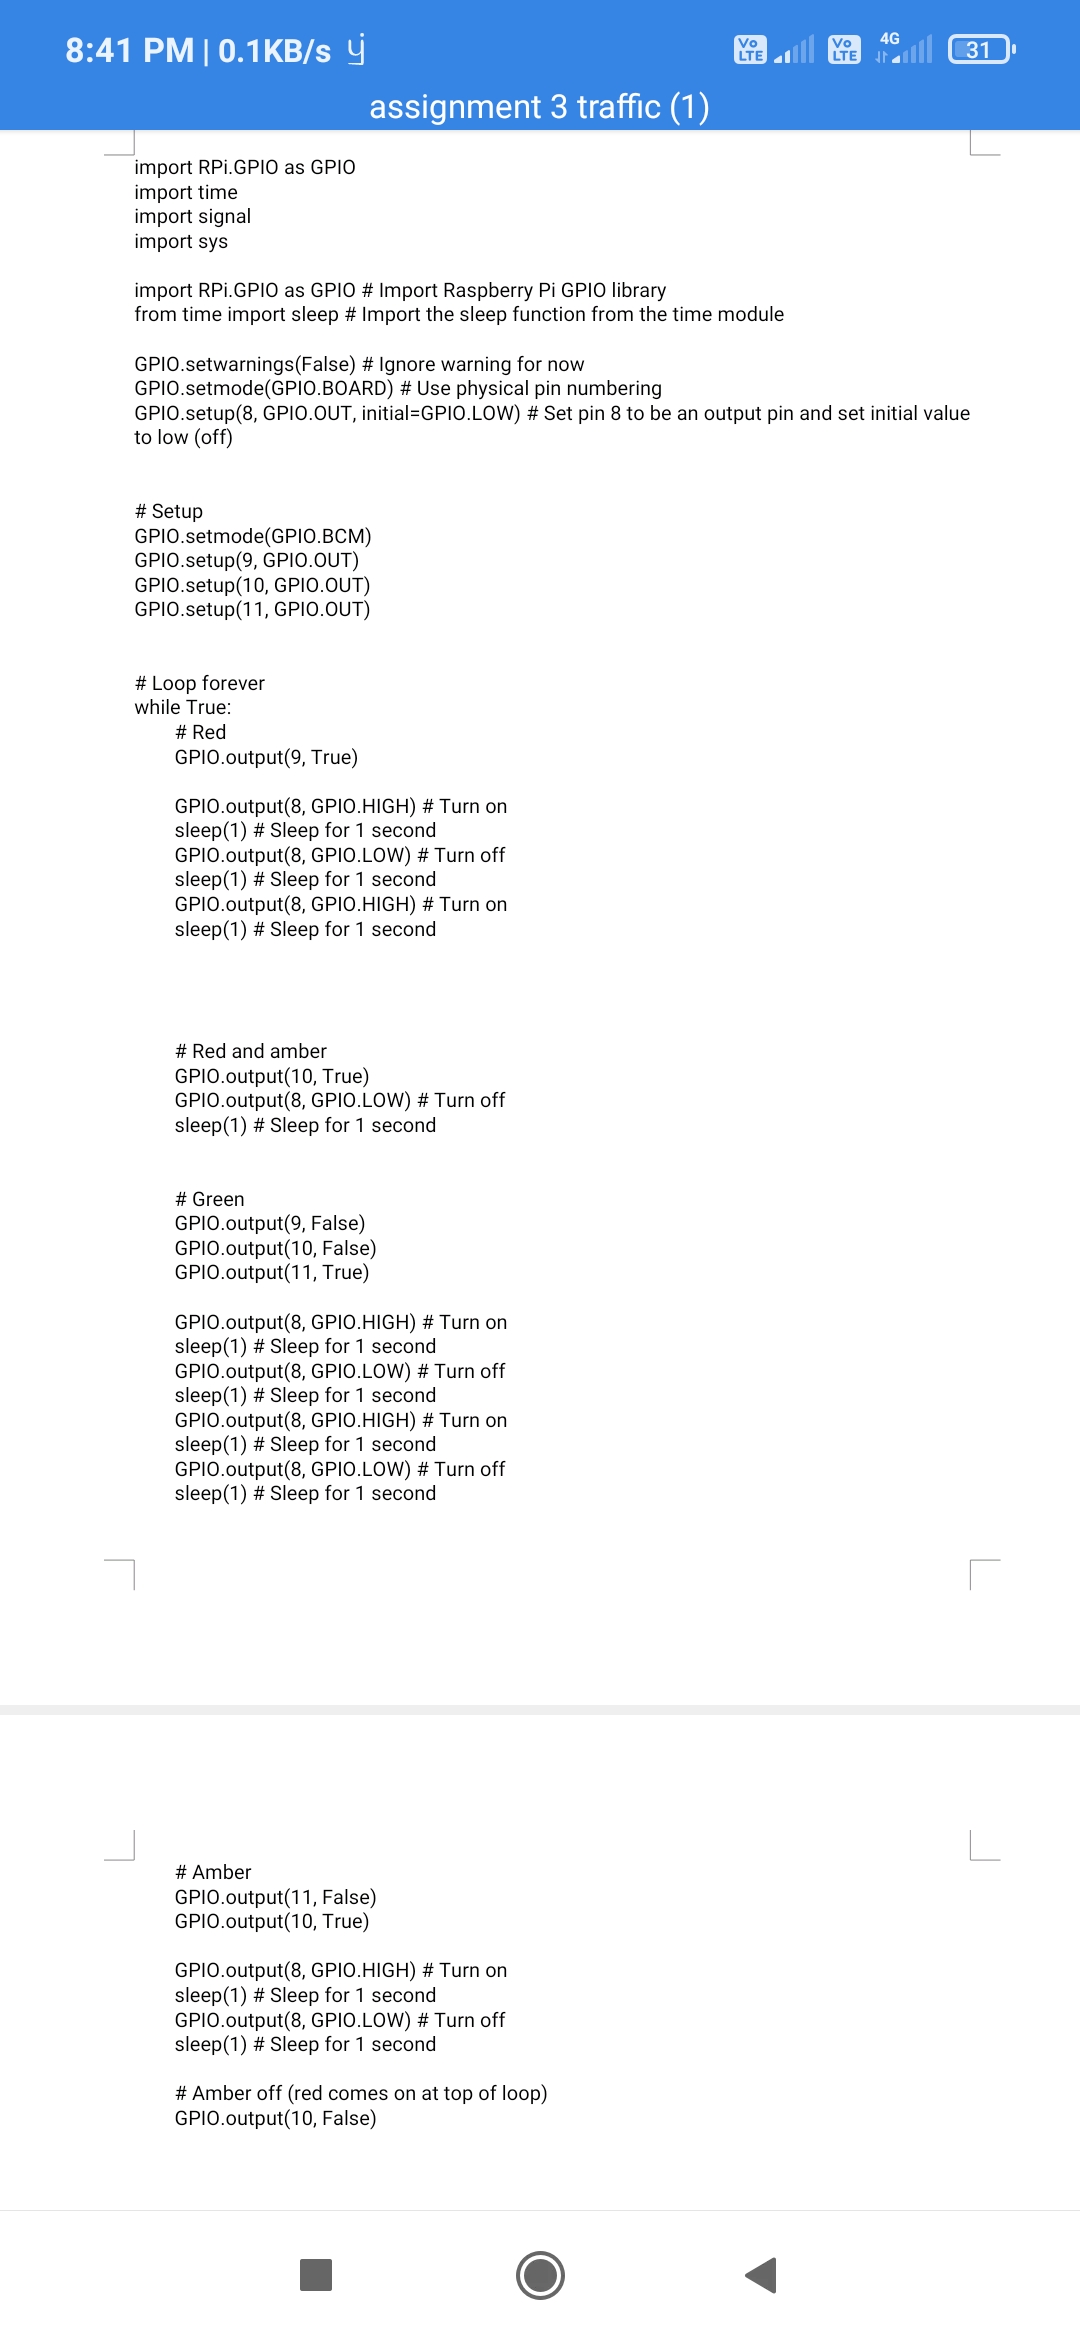 8:41 PM | 0.1KB/s
Vo LTE Vo LTE 4G 31
assignment 3 traffic (1)
import RPi.GPIO as GPIO
import time
import signal
import sys
import RPi.GPIO as GPIO # Import Raspberry Pi GPIO library
from time import sleep # Import the sleep function from the time module
GPIO.setwarnings(False) # Ignore warning for now
GPIO.setmode(GPIO.BOARD) # Use physical pin numbering
GPIO.setup(8, GPIO.OUT, initial=GPIO.LOW) # Set pin 8 to be an output pin and set initial value
to low (off)
# Setup
GPIO.setmode(GPIO.BCM)
GPIO.setup(9, GPIO.OUT)
GPIO.setup(10, GPIO.OUT)
GPIO.setup(11, GPIO.OUT)
# Loop forever
while True:
# Red
GPIO.output(9, True)
GPIO.output(8, GPIO.HIGH) # Turn on
sleep(1) # Sleep for 1 second
GPIO.output(8, GPIO.LOW) # Turn off
sleep(1) # Sleep for 1 second
GPIO.output(8, GPIO.HIGH) # Turn on
sleep(1) # Sleep for 1 second
# Red and amber
GPIO.output(10, True)
GPIO.output(8, GPIO.LOW) # Turn off
sleep(1) # Sleep for 1 second
# Green
GPIO.output(9, False)
GPIO.output(10, False)
GPIO.output(11, True)
GPIO.output(8, GPIO.HIGH) # Turn on
sleep(1) # Sleep for 1 second
GPIO.output(8, GPIO.LOW) # Turn off
sleep(1) # Sleep for 1 second
GPIO.output(8, GPIO.HIGH) # Turn on
sleep(1) # Sleep for 1 second
GPIO.output(8, GPIO.LOW) # Turn off
sleep(1) # Sleep for 1 second
# Amber
GPIO.output(11, False)
GPIO.output(10, True)
GPIO.output(8, GPIO.HIGH) # Turn on
sleep(1) # Sleep for 1 second
GPIO.output(8, GPIO.LOW) # Turn off
sleep(1) # Sleep for 1 second
# Amber off (red comes on at top of loop)
GPIO.output(10, False)